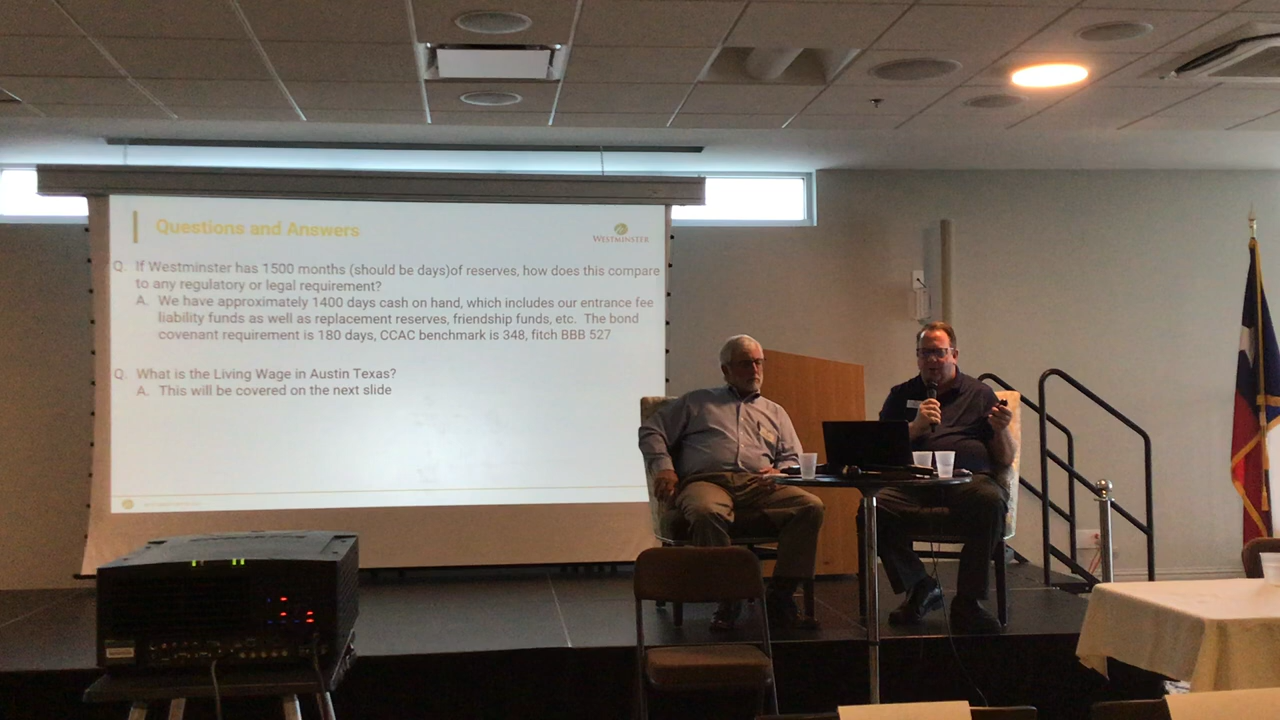 Questions and Answers
WESTMINSTER
Q. If Westminster has 1500 months (should be days)of reserves, how does this compare
to any regulatory or legal requirement?
A. We have approximately 1400 days cash on hand, which includes our entrance fee
liability funds as well as replacement reserves, friendship funds, etc. The bond
covenant requirement is 180 days, CCAC benchmark is 348, fitch BBB 527
Q. What is the Living Wage in Austin Texas?
A. This will be covered on the next slide